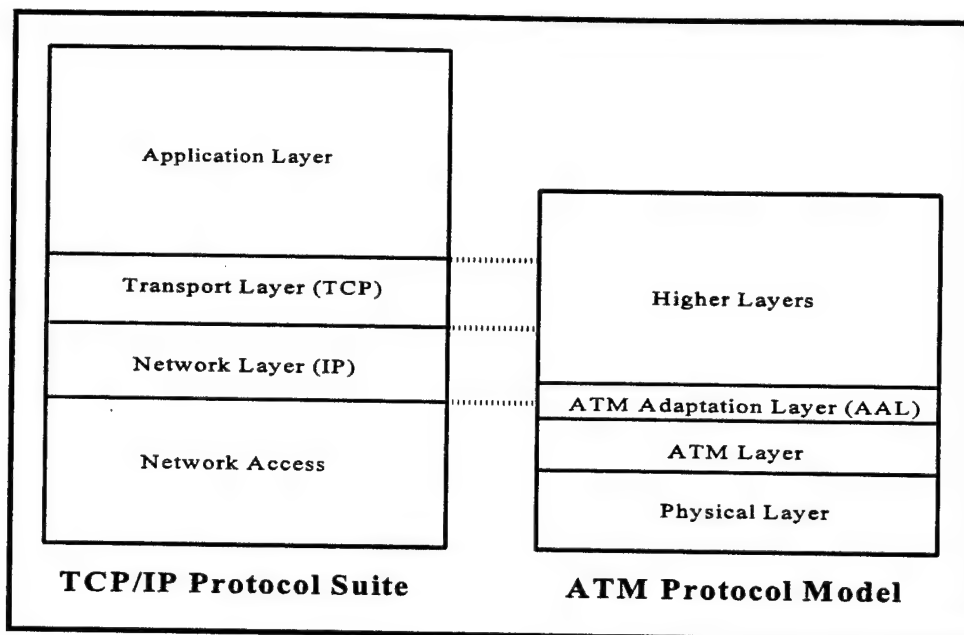 Application Layer
Transport Layer (TCP)
Network Layer (IP)
Network Access
TCP/IP Protocol Suite
Higher Layers
ATM Adaptation Layer (AAL)
ATM Layer
Physical Layer
ATM Protocol Model